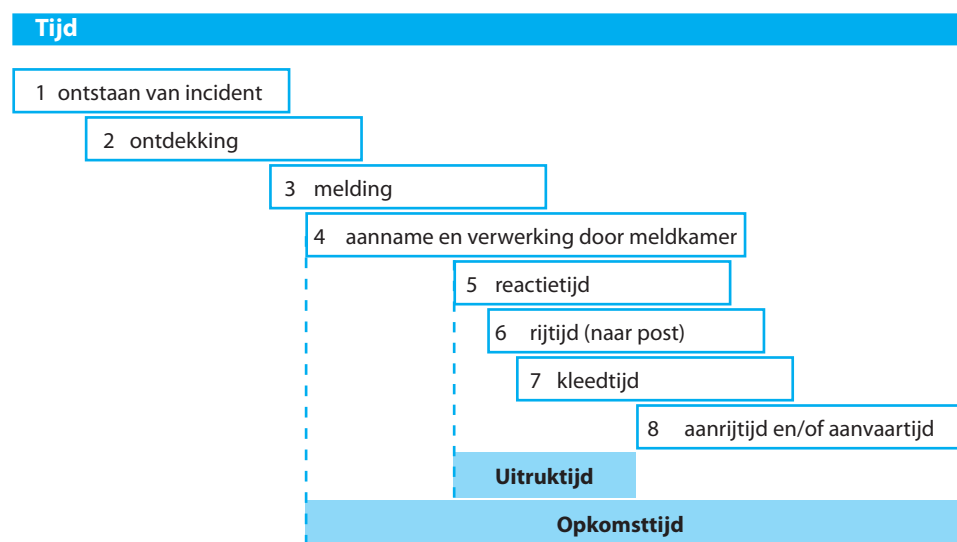 Tijd
1 ontstaan van incident
2 ontdekking
3 melding
4 aanname en verwerking door meldkamer
5 reactietijd
6 rijtijd (naar post)
7 kleedtijd
8 aanrijtijd en/of aanvaartijd
Uitruktijd
Opkomsttijd